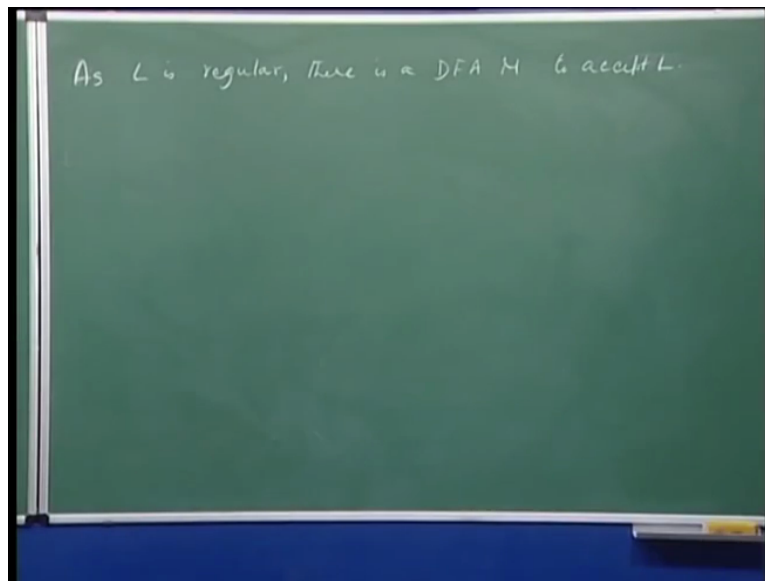 As L is regular, there is a DFA M to accept L.